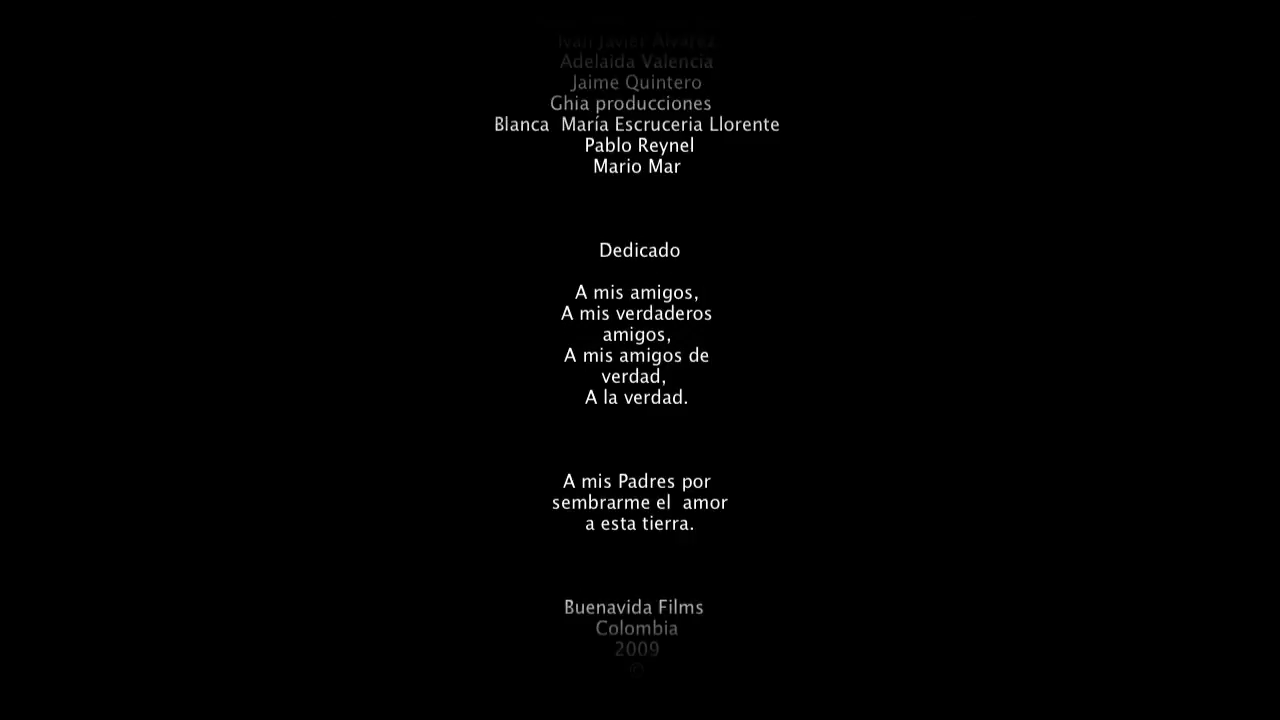 Ivan Javier Alvarez
Adelaida Valencia
Jaime Quintero
Ghia producciones
Blanca  María Escruceria Llorente
Pablo Reynel
Mario Mar
Dedicado
A mis amigos,
A mis verdaderos
amigos,
A mis amigos de
verdad,
A la verdad.
A mis Padres por
sembrarme el  amor
a esta tierra.
Buenavida Films
Colombia
2009
©